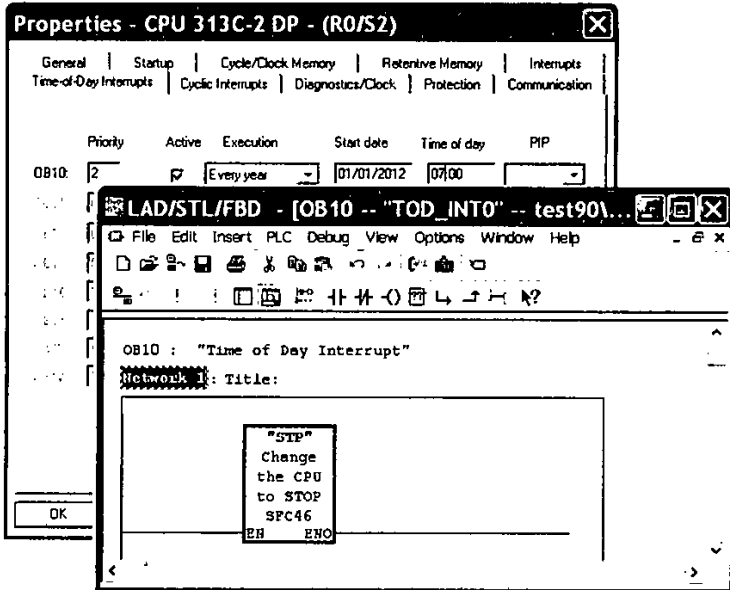 Properties - CPU 313C-2 DP - (R0/S2)
General Startup Cycle/Clock Memory Retentive Memory Interrupts
Time-of-Day Interrupts Cyclic Interrupts Diagnostics/Clock Protection Communication
Priority Active Execution Start date Time of day PIP
OB10: 2 Every year 01/01/2012 07:00
LAD/STL/FBD - [OB10 -- "TOD_INT0" -- test90\...
File Edit Insert PLC Debug View Options Window Help
OB10 : "Time of Day Interrupt"
Network 1: Title:
"STP"
Change
the CPU
to STOP
SFC46
EN ENO
OK